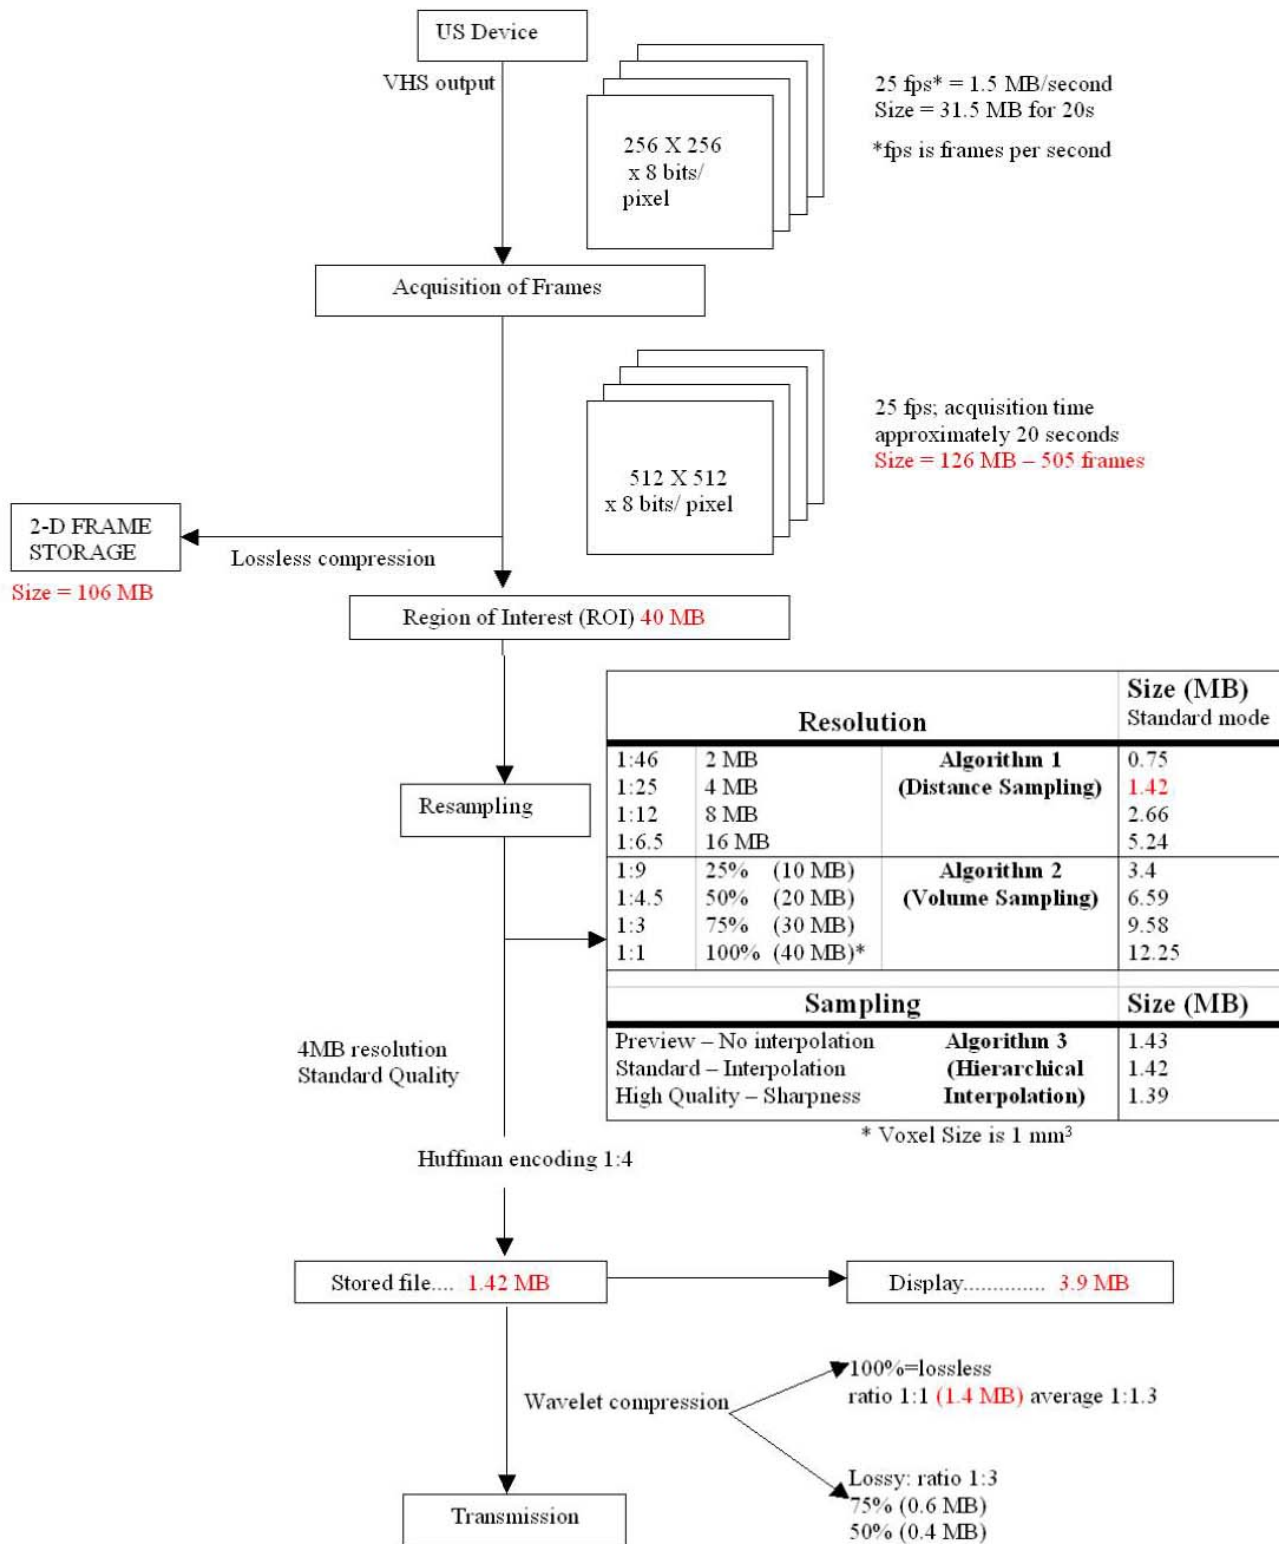 US Device
VHS output
256 X 256
x 8 bits/
pixel
25 fps* = 1.5 MB/second
Size = 31.5 MB for 20s
*fps is frames per second
Acquisition of Frames
512 X 512
x 8 bits/ pixel
25 fps; acquisition time
approximately 20 seconds
Size = 126 MB – 505 frames
2-D FRAME
STORAGE
Lossless compression
Size = 106 MB
Region of Interest (ROI) 40 MB
Resampling
Resolution
Size (MB)
Standard mode
1:46 2 MB Algorithm 1 0.75
1:25 4 MB (Distance Sampling) 1.42
1:12 8 MB 2.66
1:6.5 16 MB 5.24
1:9 25% (10 MB) Algorithm 2 3.4
1:4.5 50% (20 MB) (Volume Sampling) 6.59
1:3 75% (30 MB) 9.58
1:1 100% (40 MB)* 12.25
Sampling Size (MB)
Preview – No interpolation Algorithm 3 1.43
Standard – Interpolation (Hierarchical 1.42
High Quality – Sharpness Interpolation) 1.39
* Voxel Size is 1 mm³
4MB resolution
Standard Quality
Huffman encoding 1:4
Stored file.... 1.42 MB
Display.............. 3.9 MB
Wavelet compression
100%=lossless
ratio 1:1 (1.4 MB) average 1:1.3
Lossy: ratio 1:3
75% (0.6 MB)
50% (0.4 MB)
Transmission